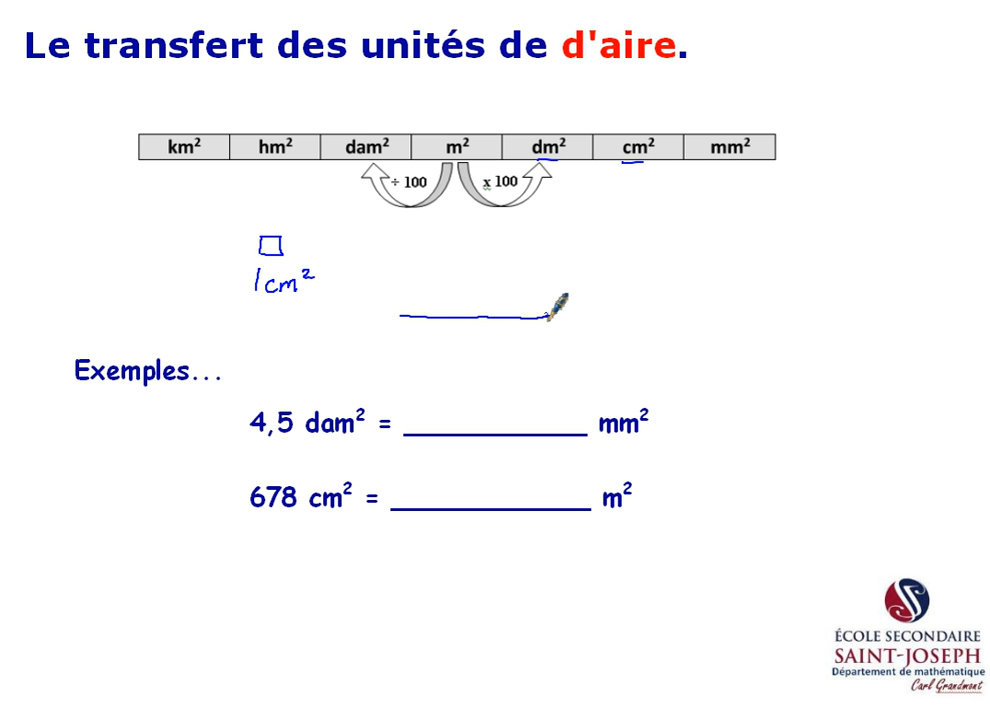 Le transfert des unités de d'aire.
km² hm² dam² m² dm² cm² mm²
÷ 100 x 100
1cm²
Exemples...
4,5 dam² = ___________ mm²
678 cm² = ____________ m²
ÉCOLE SECONDAIRE
SAINT-JOSEPH
Département de mathématique
Carl Grandmont